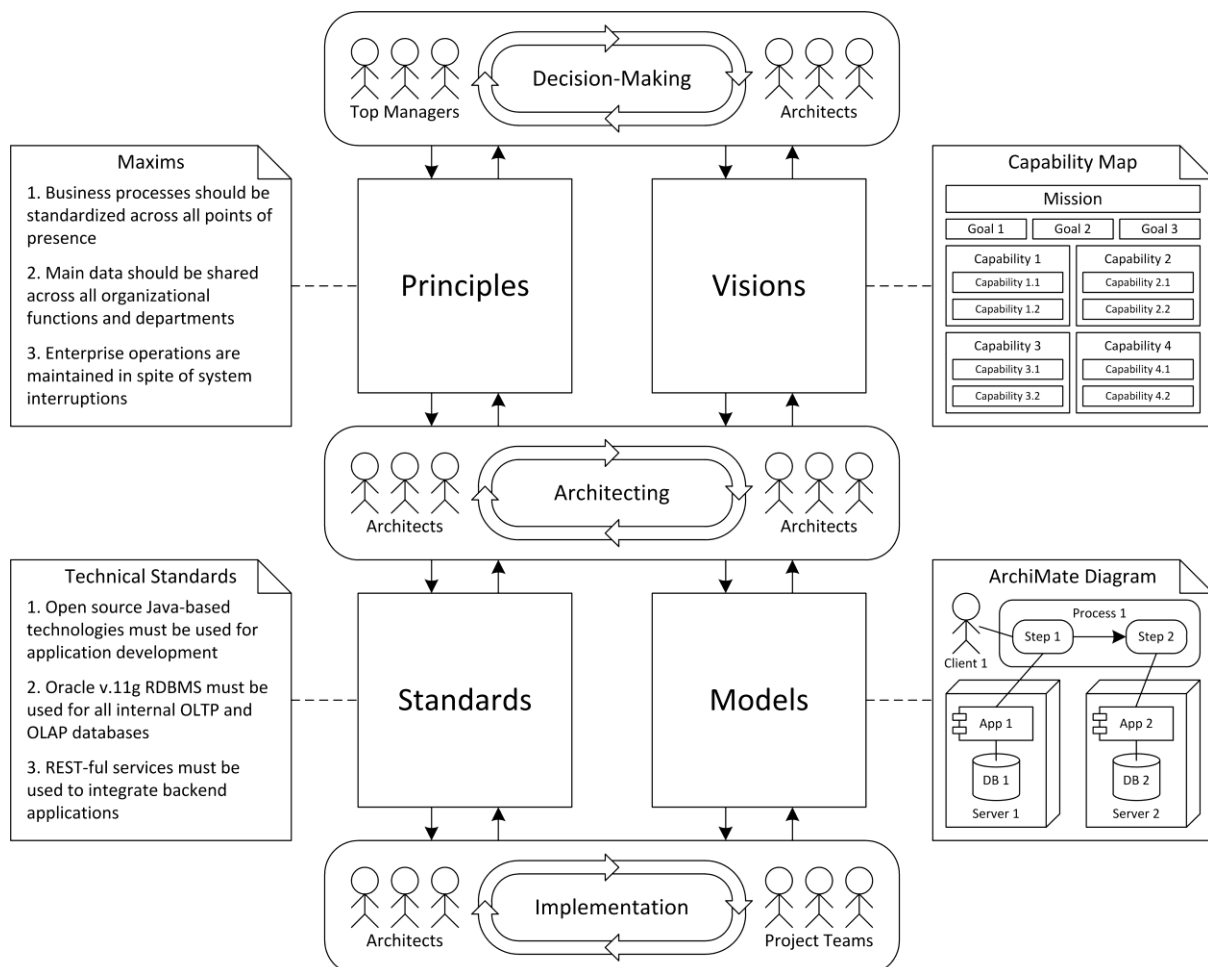 Decision-Making
Top Managers
Architects
Maxims
1. Business processes should be
standardized across all points of
presence
2. Main data should be shared
across all organizational
functions and departments
3. Enterprise operations are
maintained in spite of system
interruptions
Principles
Visions
Capability Map
Mission
Goal 1
Goal 2
Goal 3
Capability 1
Capability 1.1
Capability 1.2
Capability 2
Capability 2.1
Capability 2.2
Capability 3
Capability 3.1
Capability 3.2
Capability 4
Capability 4.1
Capability 4.2
Architecting
Architects
Architects
Technical Standards
1. Open source Java-based
technologies must be used for
application development
2. Oracle v.11g RDBMS must be
used for all internal OLTP and
OLAP databases
3. REST-ful services must be
used to integrate backend
applications
Standards
Models
ArchiMate Diagram
Process 1
Step 1
Step 2
Client 1
App 1
DB 1
Server 1
App 2
DB 2
Server 2
Implementation
Architects
Project Teams